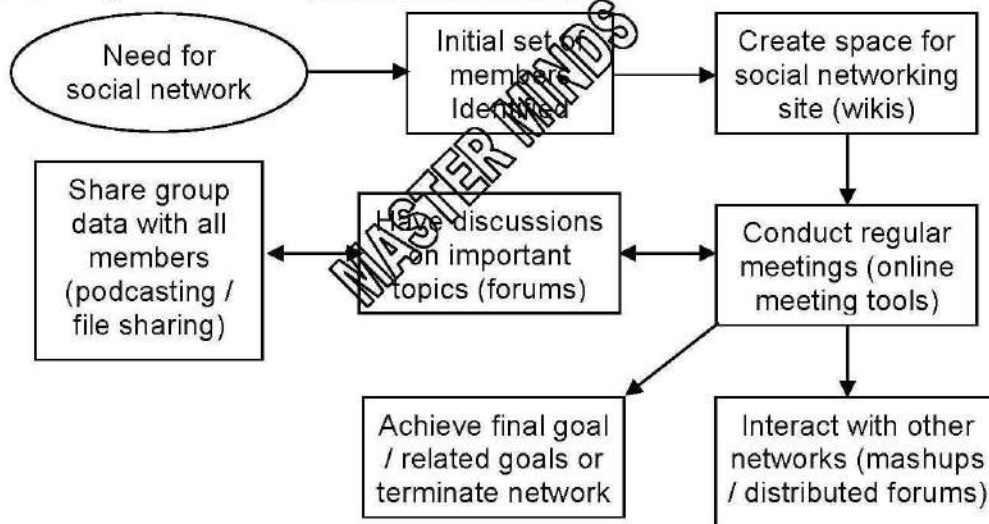 Need for
social network
Initial set of
members
Identified
Create space for
social networking
site (wikis)
Share group
data with all
members
(podcasting /
file sharing)
Have discussions
on important
topics (forums)
Conduct regular
meetings (online
meeting tools)
Achieve final goal
/ related goals or
terminate network
Interact with other
networks (mashups
/ distributed forums)
MASTER MINDS